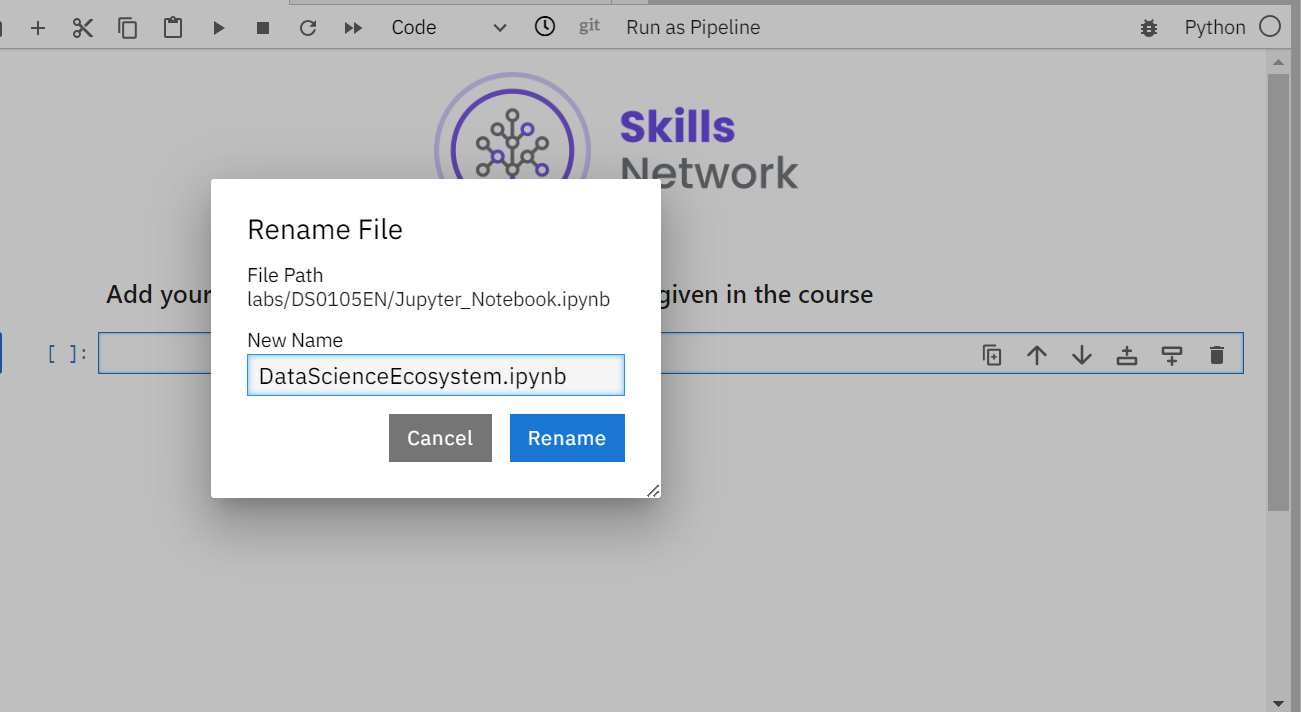 Code
git
Run as Pipeline
Python
Skills
Network
Rename File
File Path
labs/DS0105EN/Jupyter_Notebook.ipynb
Add your
given in the course
New Name
[ ]:
DataScienceEcosystem.ipynb
Cancel
Rename